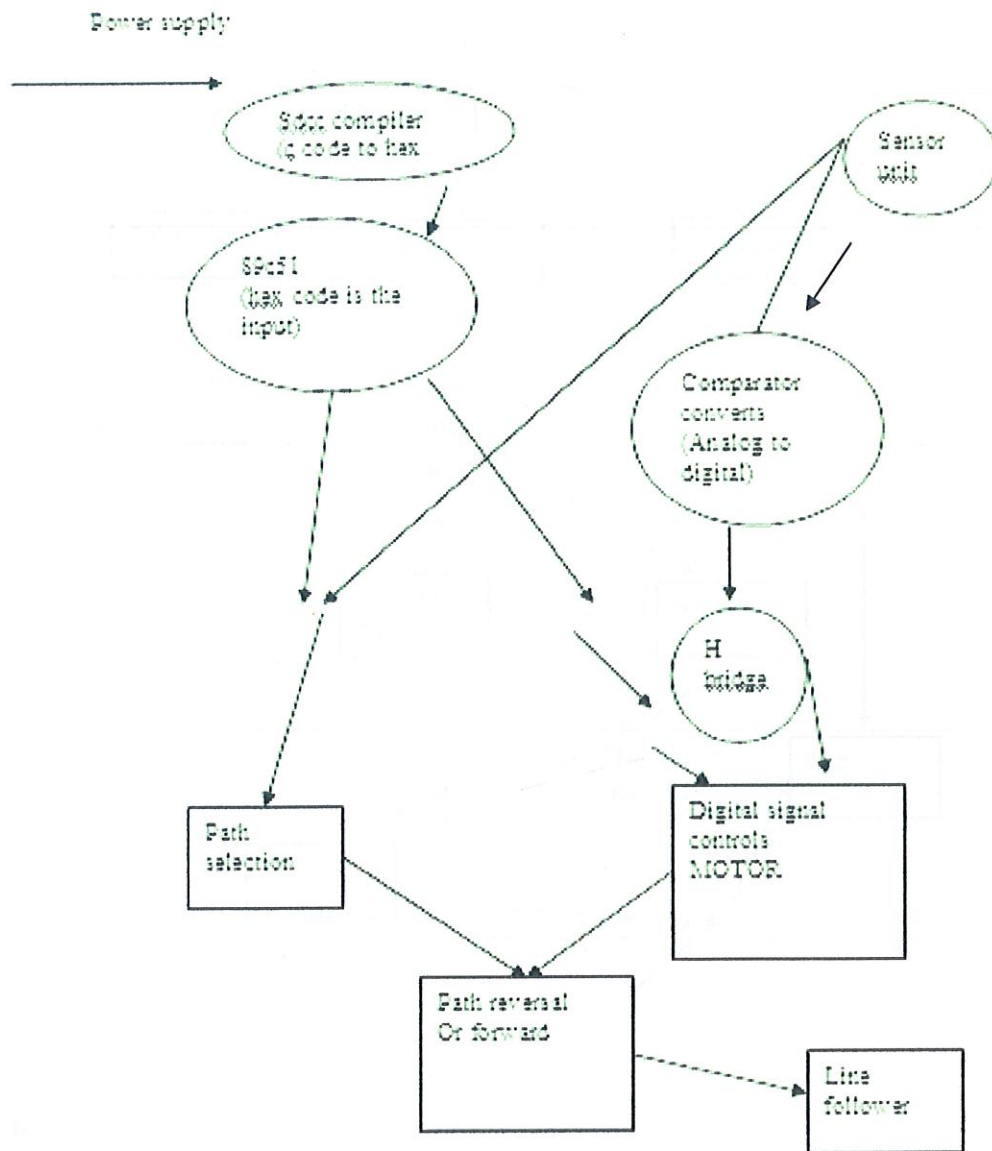 Power supply
Sdcc compiler
(c code to hex
Sensor
unit
89c51
(hex code is the
input)
Comparator
converts
(Analog to
digital)
H
bridge
Path
selection
Digital signal
controls
MOTOR
Path reversal
Or forward
Line
follower